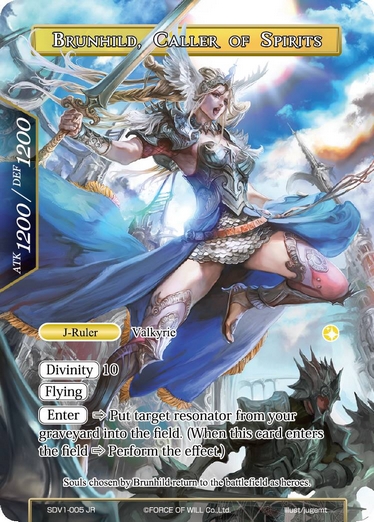 Brunhild, Caller of Spirits
ATK 1200 / DEF 1200
J-Ruler Valkyrie
Divinity 10
Flying
Enter ⇨ Put target resonator from your
graveyard into the field. (When this card enters
the field ⇨ Perform the effect.)
Souls chosen by Brunhild return to the battlefield as heroes.
SDV1-005 JR ©FORCE OF WILL Co.,Ltd. Illust/jugemt